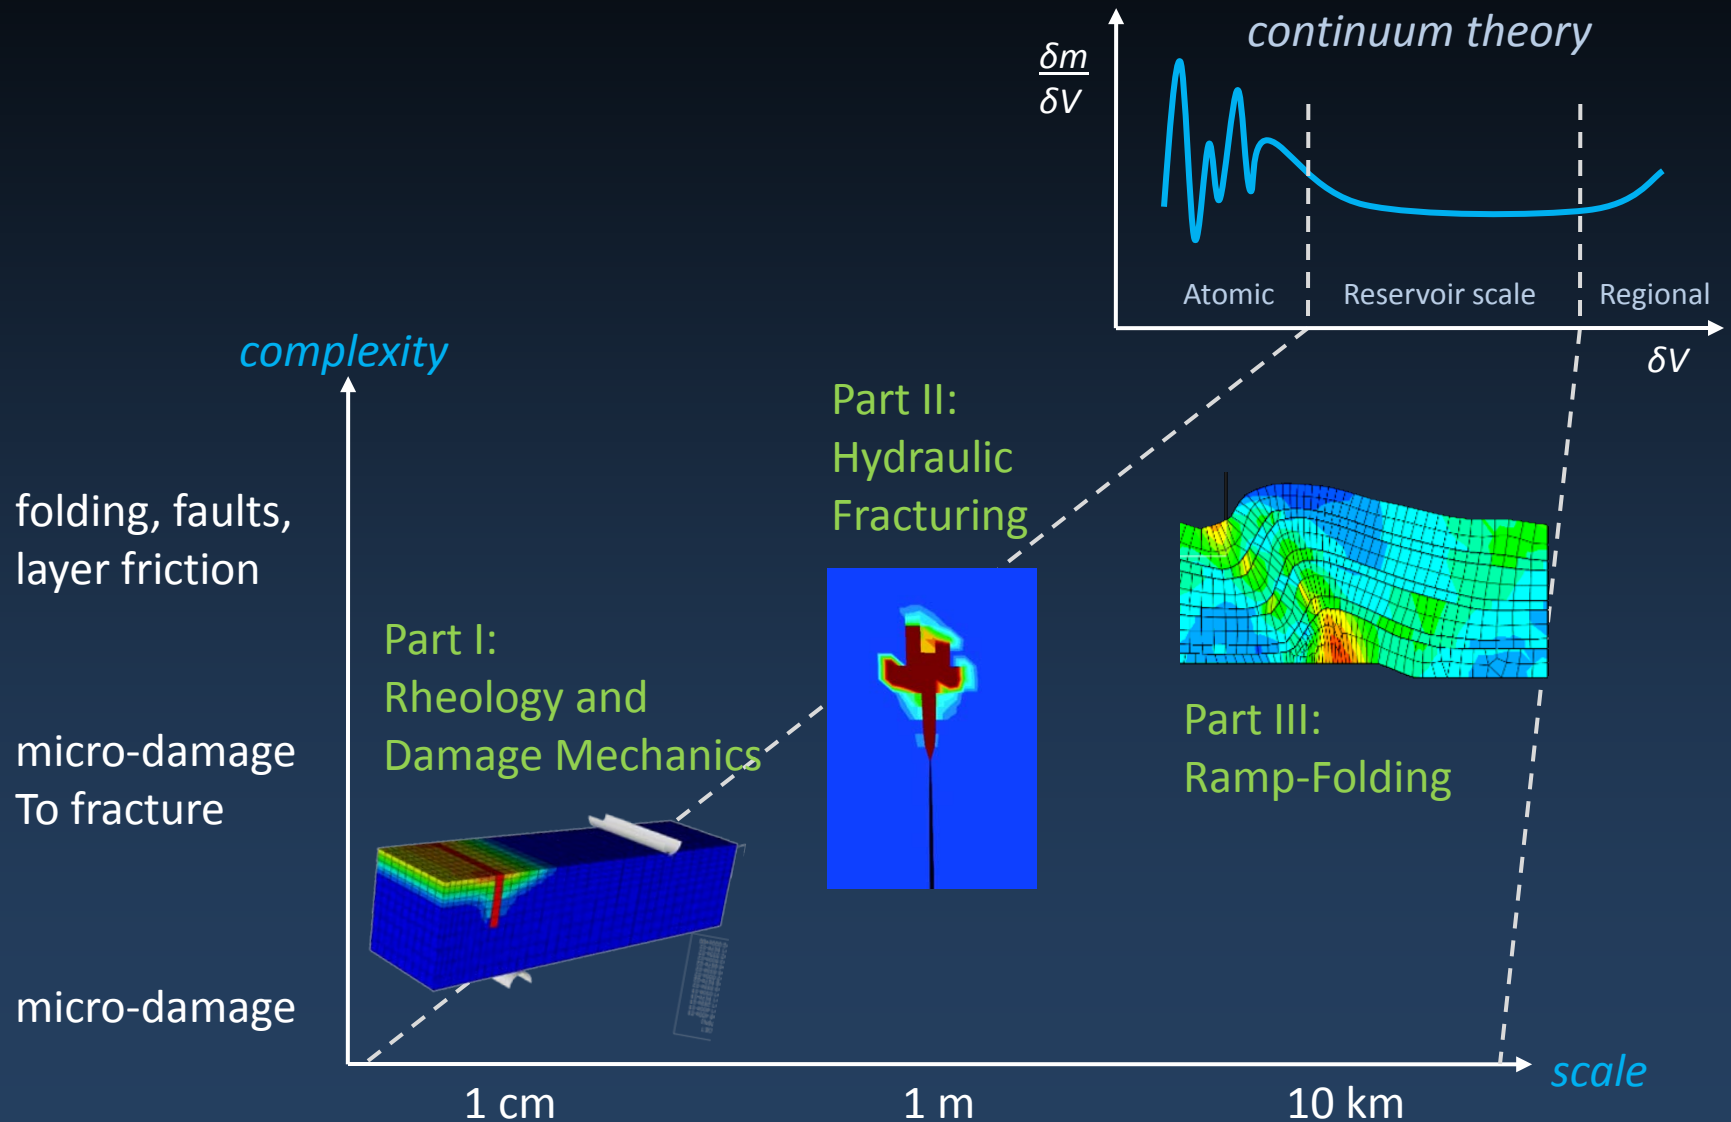 continuum theory
δm
δV
Atomic
Reservoir scale
Regional
δV
complexity
Part II:
Hydraulic
Fracturing
folding, faults,
layer friction
Part I:
Rheology and
Damage Mechanics
Part III:
Ramp-Folding
micro-damage
To fracture
micro-damage
scale
1 cm
1 m
10 km